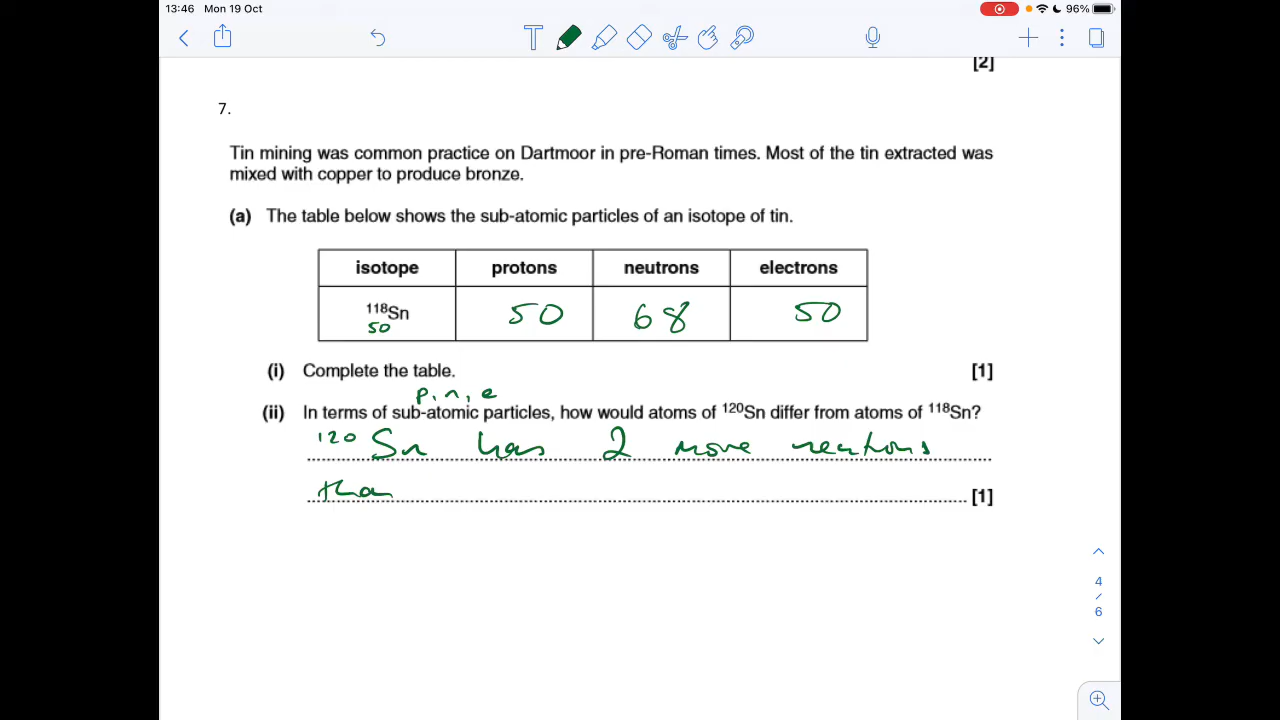 13:46 Mon 19 Oct
96%
[2]
7.
Tin mining was common practice on Dartmoor in pre-Roman times. Most of the tin extracted was
mixed with copper to produce bronze.
(a) The table below shows the sub-atomic particles of an isotope of tin.
isotope protons neutrons electrons
¹¹⁸Sn 50 68 50
50
(i) Complete the table. [1]
p, n, e
(ii) In terms of sub-atomic particles, how would atoms of ¹²⁰Sn differ from atoms of ¹¹⁸Sn?
¹²⁰Sn has 2 more neutrons
than
[1]
4
/
6